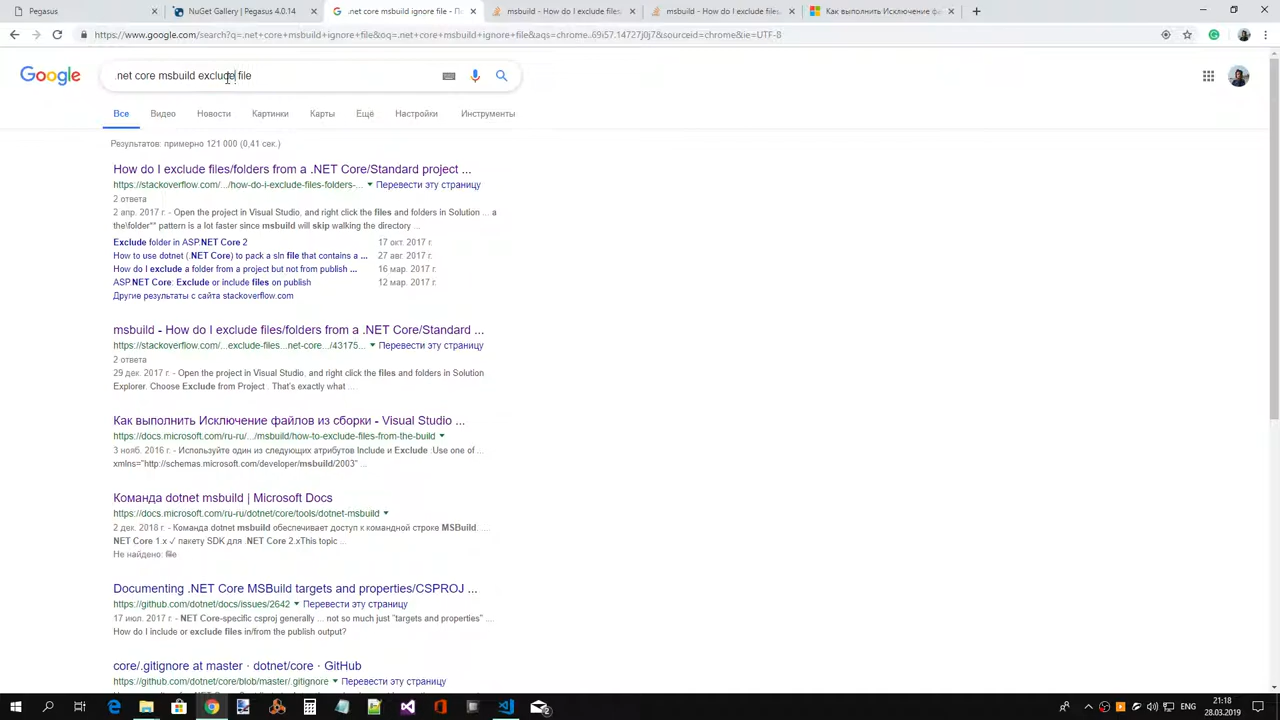 Pegasus
NuGet Gallery | Pegasus 4.0.14
.net core msbuild ignore file - П
msbuild - How do I exclude files/
msbuild - How do I exclude files
Как выполнить Исключение фа
https://www.google.com/search?q=.net+core+msbuild+ignore+file&oq=.net+core+msbuild+ignore+file&aqs=chrome..69i57.14727j0j7&sourceid=chrome&ie=UTF-8
Google
.net core msbuild exclude file
Все Видео Новости Картинки Карты Ещё Настройки Инструменты
Результатов: примерно 121 000 (0,41 сек.)
How do I exclude files/folders from a .NET Core/Standard project ...
https://stackoverflow.com/.../how-do-i-exclude-files-folders-... Перевести эту страницу
2 ответа
2 апр. 2017 г. - Open the project in Visual Studio, and right click the files and folders in Solution ... a
the\folder** pattern is a lot faster since msbuild will skip walking the directory ...
Exclude folder in ASP.NET Core 2 17 окт. 2017 г.
How to use dotnet (.NET Core) to pack a sln file that contains a ... 27 авг. 2017 г.
How do I exclude a folder from a project but not from publish ... 16 мар. 2017 г.
ASP.NET Core: Exclude or include files on publish 12 мар. 2017 г.
Другие результаты с сайта stackoverflow.com
msbuild - How do I exclude files/folders from a .NET Core/Standard ...
https://stackoverflow.com/...exclude-files...net-core.../43175... Перевести эту страницу
2 ответа
29 дек. 2017 г. - Open the project in Visual Studio, and right click the files and folders in Solution
Explorer. Choose Exclude from Project . That's exactly what ...
Как выполнить Исключение файлов из сборки - Visual Studio ...
https://docs.microsoft.com/ru-ru/.../msbuild/how-to-exclude-files-from-the-build
3 нояб. 2016 г. - Используйте один из следующих атрибутов Include и Exclude .Use one of ...
xmlns="http://schemas.microsoft.com/developer/msbuild/2003" ...
Команда dotnet msbuild | Microsoft Docs
https://docs.microsoft.com/ru-ru/dotnet/core/tools/dotnet-msbuild
2 дек. 2018 г. - Команда dotnet msbuild обеспечивает доступ к командной строке MSBuild. ...
NET Core 1.x ✓ пакету SDK для .NET Core 2.xThis topic ...
Не найдено: file
Documenting .NET Core MSBuild targets and properties/CSPROJ ...
https://github.com/dotnet/docs/issues/2642 Перевести эту страницу
17 июл. 2017 г. - NET Core-specific csproj generally ... not so much just "targets and properties" ....
How do I include or exclude files in/from the publish output?
core/.gitignore at master · dotnet/core · GitHub
https://github.com/dotnet/core/blob/master/.gitignore Перевести эту страницу
ENG
21:18
28.03.2019